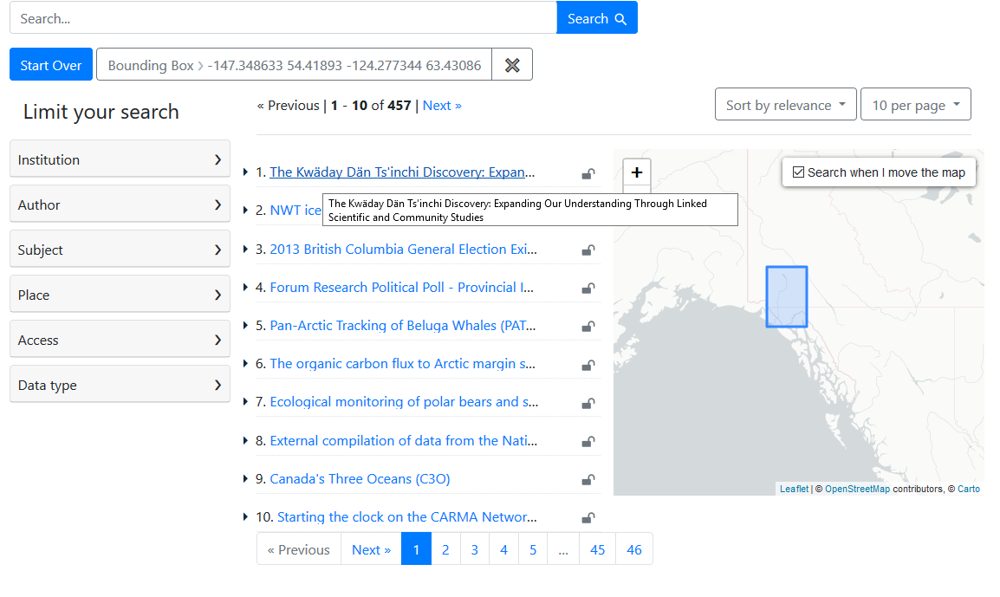 Search...
Search
Start Over
Bounding Box ❯ -147.348633 54.41893 -124.277344 63.43086
Limit your search
« Previous | 1 - 10 of 457 | Next »
Sort by relevance
10 per page
Institution
Author
Subject
Place
Access
Data type
1. The Kwäday Dän Ts'inchi Discovery: Expan...
2. NWT ice
The Kwäday Dän Ts'inchi Discovery: Expanding Our Understanding Through Linked
Scientific and Community Studies
3. 2013 British Columbia General Election Exi...
4. Forum Research Political Poll - Provincial I...
5. Pan-Arctic Tracking of Beluga Whales (PAT...
6. The organic carbon flux to Arctic margin s...
7. Ecological monitoring of polar bears and s...
8. External compilation of data from the Nati...
9. Canada's Three Oceans (C3O)
10. Starting the clock on the CARMA Networ...
+
Search when I move the map
Leaflet | © OpenStreetMap contributors, © Carto
« Previous Next » 1 2 3 4 5 ... 45 46